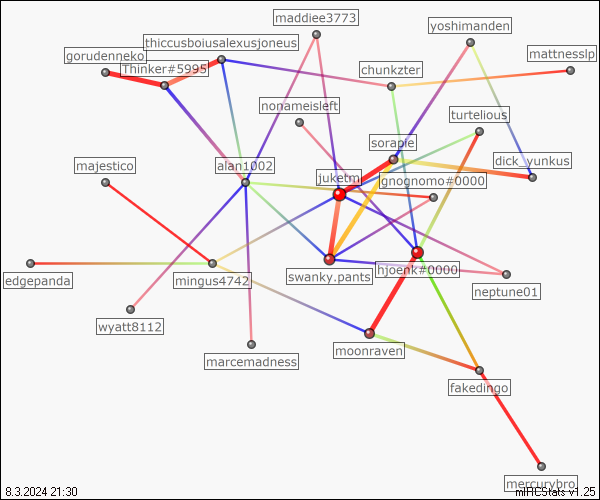 maddiee3773
yoshimanden
thiccusboiusalexusjoneus
gorudenneko
mattnesslp
Thinker#5995
chunkzter
nonameisleft
turtelious
sorapie
majestico
alan1002
dick_yunkus
juketm
gnognomo#0000
edgepanda
mingus4742
swanky.pants
hjoenk#0000
neptune01
wyatt8112
moonraven
marcemadness
fakedingo
mercurybro
8.3.2024 21:30
mIRCStats v1.25